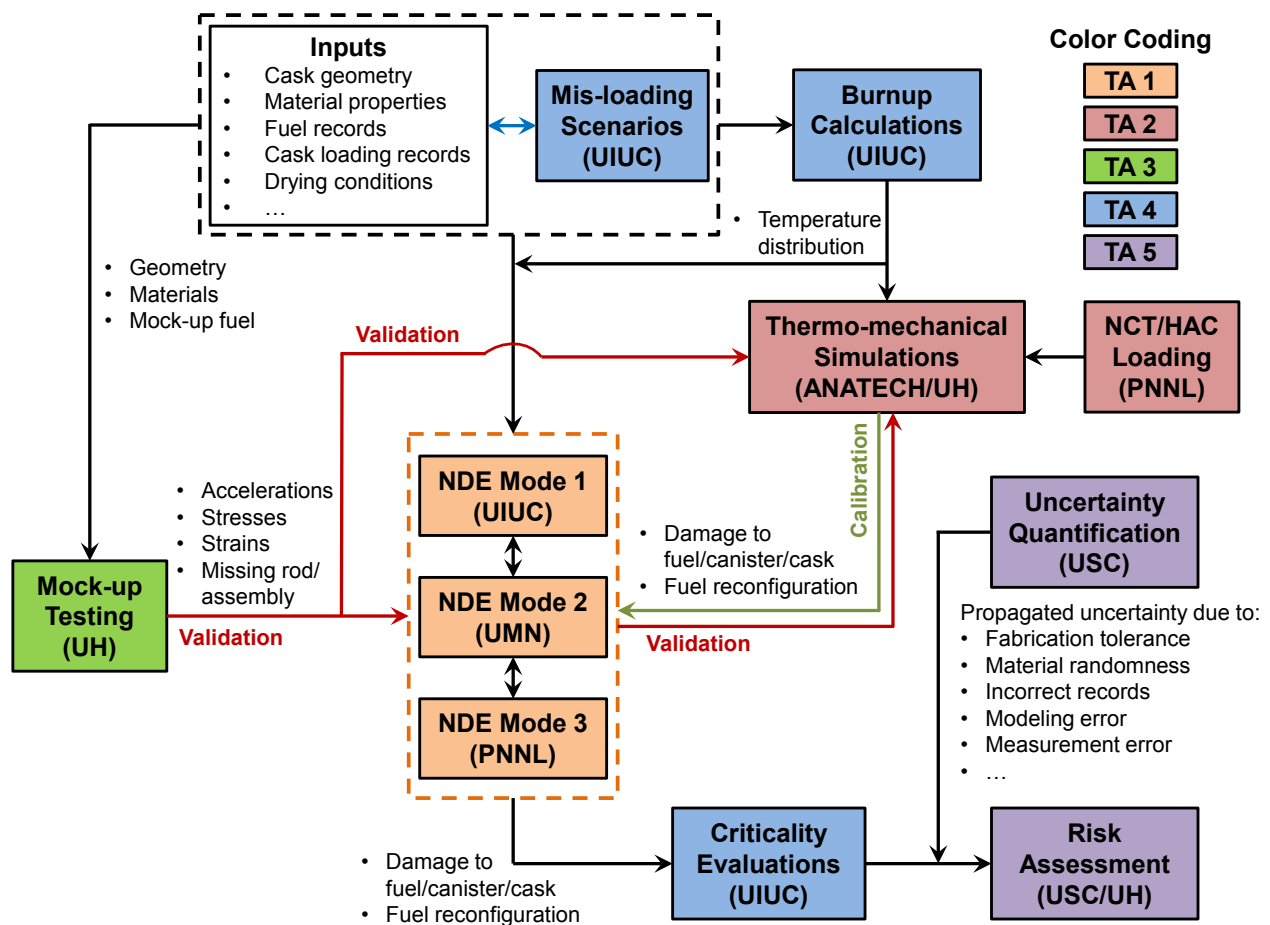 Inputs
• Cask geometry
• Material properties
• Fuel records
• Cask loading records
• Drying conditions
• …
Mis-loading
Scenarios
(UIUC)
Burnup
Calculations
(UIUC)
Color Coding
TA 1
TA 2
TA 3
TA 4
TA 5
• Temperature
distribution
• Geometry
• Materials
• Mock-up fuel
Validation
Thermo-mechanical
Simulations
(ANATECH/UH)
NCT/HAC
Loading
(PNNL)
Calibration
NDE Mode 1
(UIUC)
• Accelerations
• Stresses
• Strains
• Missing rod/
assembly
• Damage to
fuel/canister/cask
• Fuel reconfiguration
Uncertainty
Quantification
(USC)
Mock-up
Testing
(UH)
Validation
NDE Mode 2
(UMN)
Validation
Propagated uncertainty due to:
• Fabrication tolerance
• Material randomness
• Incorrect records
• Modeling error
• Measurement error
• …
NDE Mode 3
(PNNL)
• Damage to
fuel/canister/cask
• Fuel reconfiguration
Criticality
Evaluations
(UIUC)
Risk
Assessment
(USC/UH)